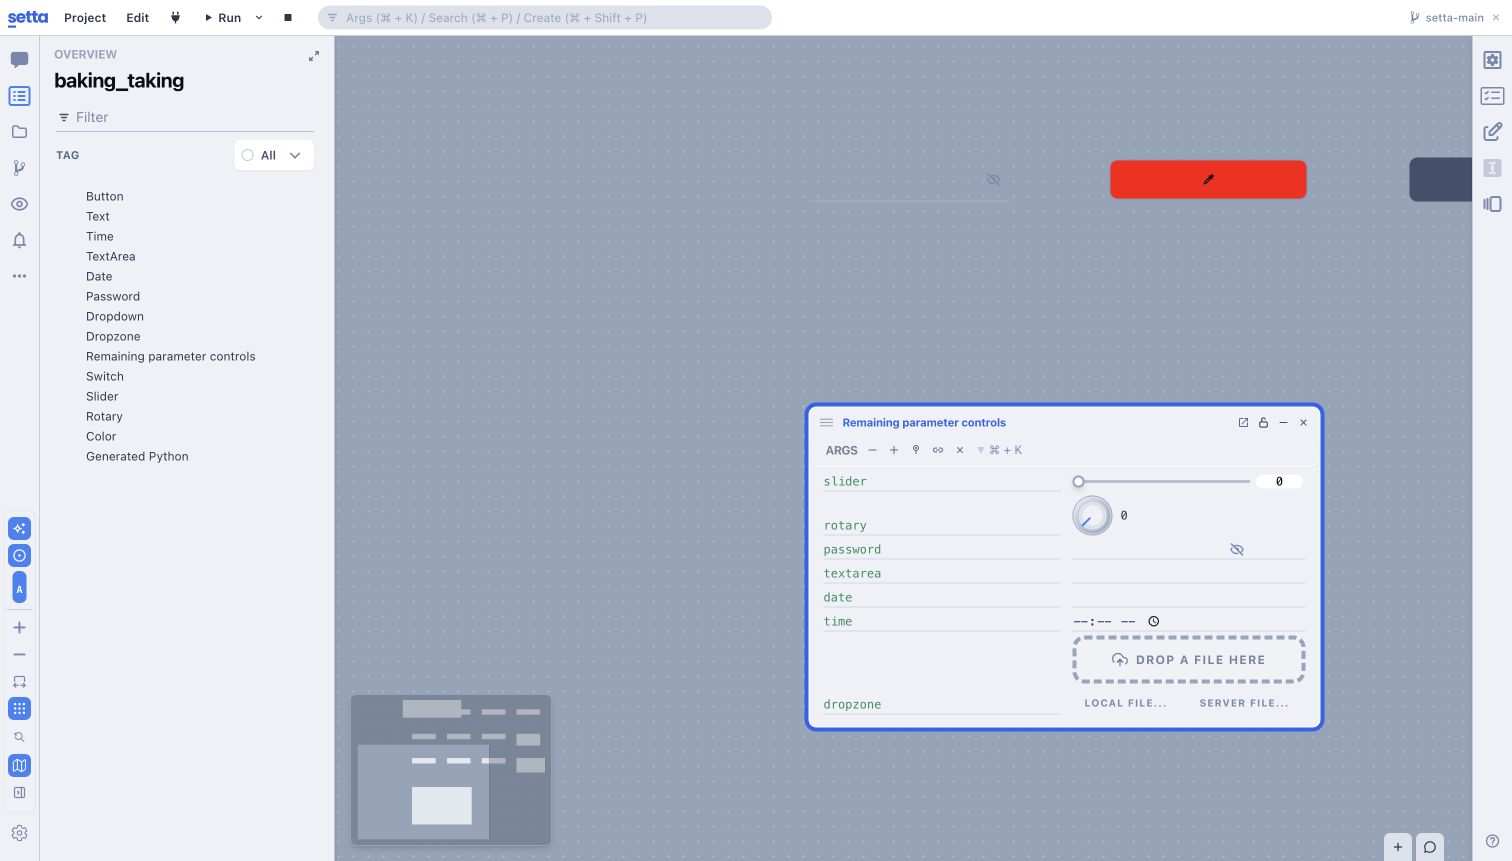 setta Project Edit Run Args (⌘ + K) / Search (⌘ + P) / Create (⌘ + Shift + P) setta-main
OVERVIEW
baking_taking
Filter
TAG All
Button
Text
Time
TextArea
Date
Password
Dropdown
Dropzone
Remaining parameter controls
Switch
Slider
Rotary
Color
Generated Python
A
Remaining parameter controls
ARGS ⌘ + K
slider 0
rotary 0
password
textarea
date
time --:-- --
DROP A FILE HERE
dropzone LOCAL FILE... SERVER FILE...